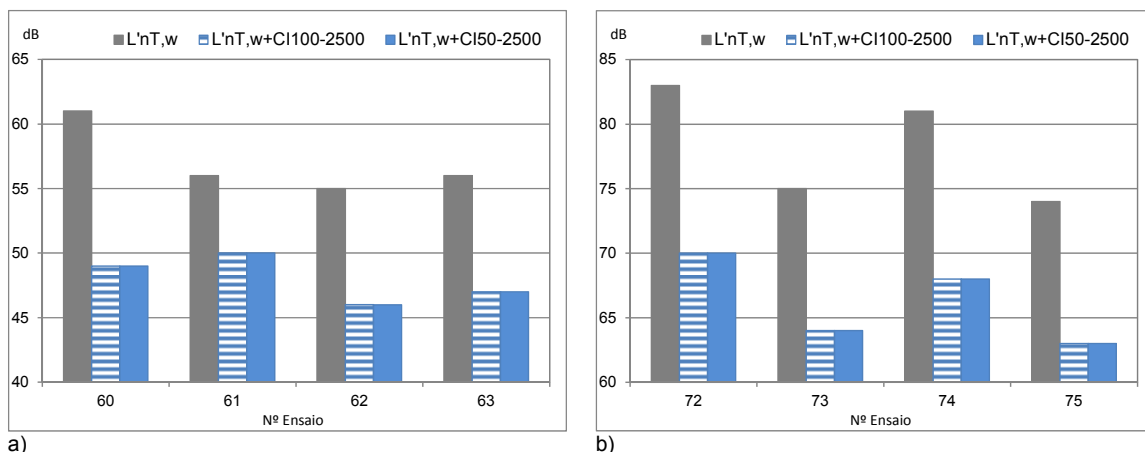 dB
L'nT,w L'nT,w+CI100-2500 L'nT,w+CI50-2500
65
60
55
50
45
40
60 61 62 63
Nº Ensaio
a)
dB
L'nT,w L'nT,w+CI100-2500 L'nT,w+CI50-2500
85
80
75
70
65
60
72 73 74 75
Nº Ensaio
b)